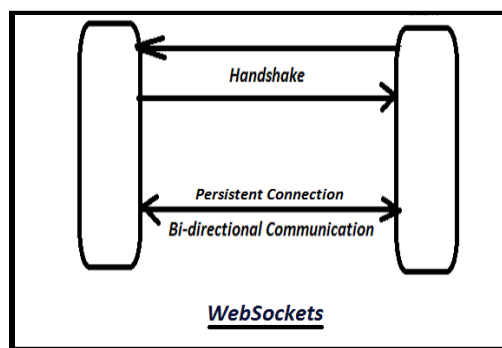 Handshake
Persistent Connection
Bi-directional Communication
WebSockets